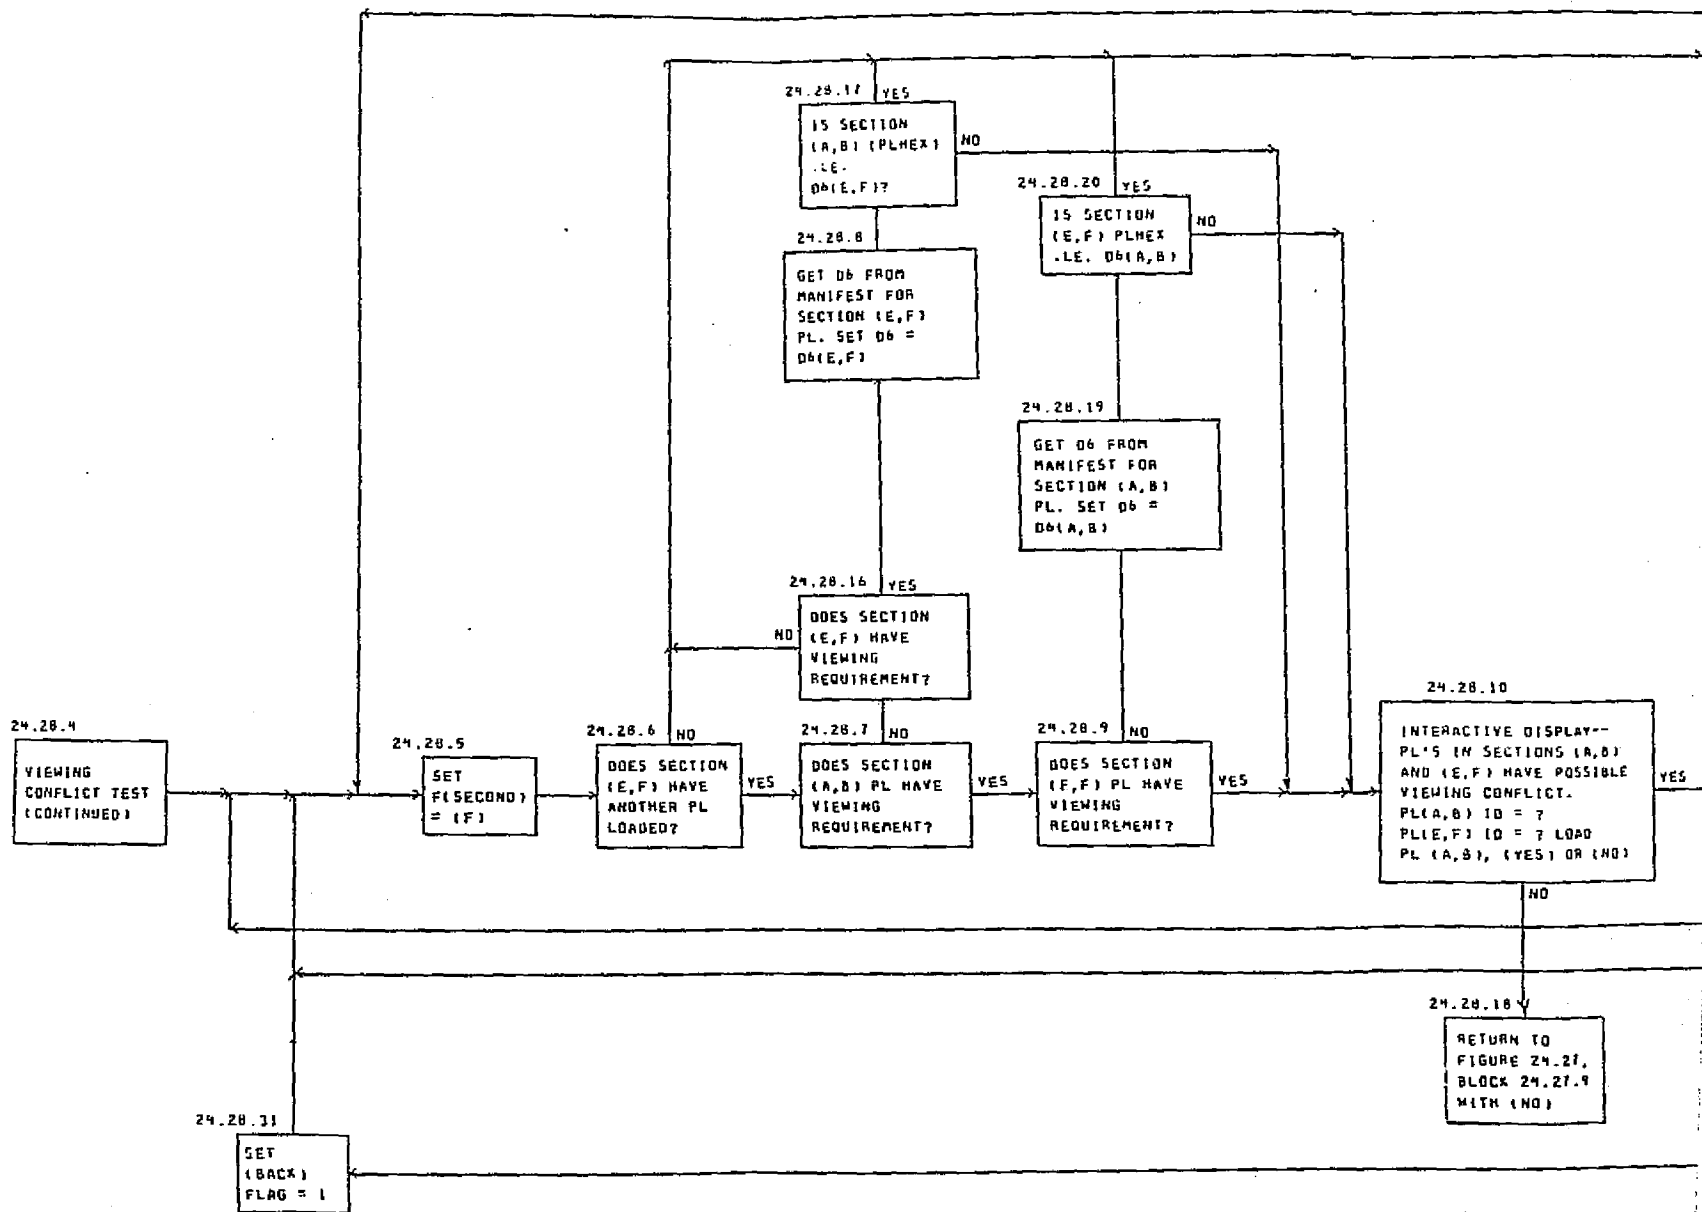 24.28.17 YES
IS SECTION
(A,B) (PLMEX)
.LE.
D6(E,F)?
NO
24.28.20 YES
IS SECTION
(E,F) PLMEX
.LE. D6(A,B)
NO
24.28.8
GET D6 FROM
MANIFEST FOR
SECTION (E,F)
PL. SET D6 =
D6(E,F)
24.28.19
GET D6 FROM
MANIFEST FOR
SECTION (A,B)
PL. SET D6 =
D6(A,B)
24.28.16 YES
DOES SECTION
(E,F) HAVE
VIEWING
REQUIREMENT?
NO
24.28.4
VIEWING
CONFLICT TEST
(CONTINUED)
24.28.5
SET
F(SECOND)
= (F)
24.28.6 NO
DOES SECTION
(E,F) HAVE
ANOTHER PL
LOADED?
YES
24.28.7 NO
DOES SECTION
(A,B) PL HAVE
VIEWING
REQUIREMENT?
YES
24.28.9 NO
DOES SECTION
(F,F) PL HAVE
VIEWING
REQUIREMENT?
YES
24.28.10
INTERACTIVE DISPLAY--
PL'S IN SECTIONS (A,B)
AND (E,F) HAVE POSSIBLE
VIEWING CONFLICT.
PL(A,B) ID = ?
PL(E,F) ID = ? LOAD
PL (A,B), (YES) OR (NO)
YES
NO
24.28.18
RETURN TO
FIGURE 24.27,
BLOCK 24.27.9
WITH (NO)
24.28.31
SET
(BACK)
FLAG = 1